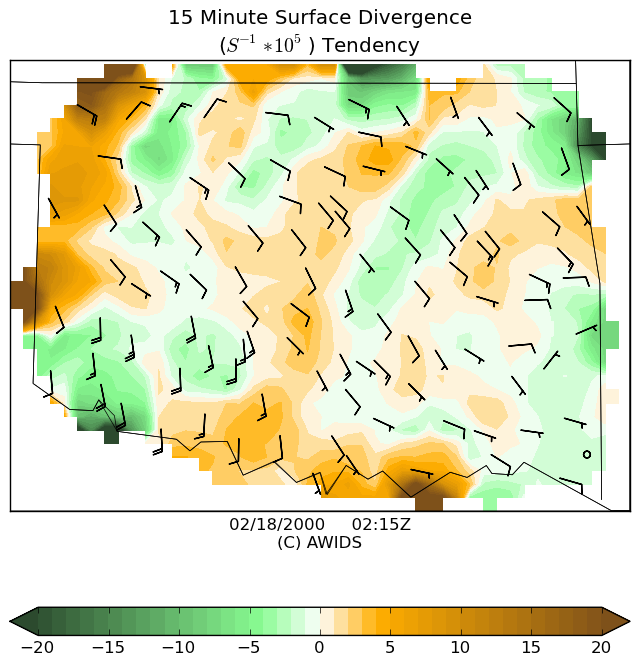 15 Minute Surface Divergence
(S⁻¹ *10⁵ ) Tendency
02/18/2000 02:15Z
(C) AWIDS
−20 −15 −10 −5 0 5 10 15 20